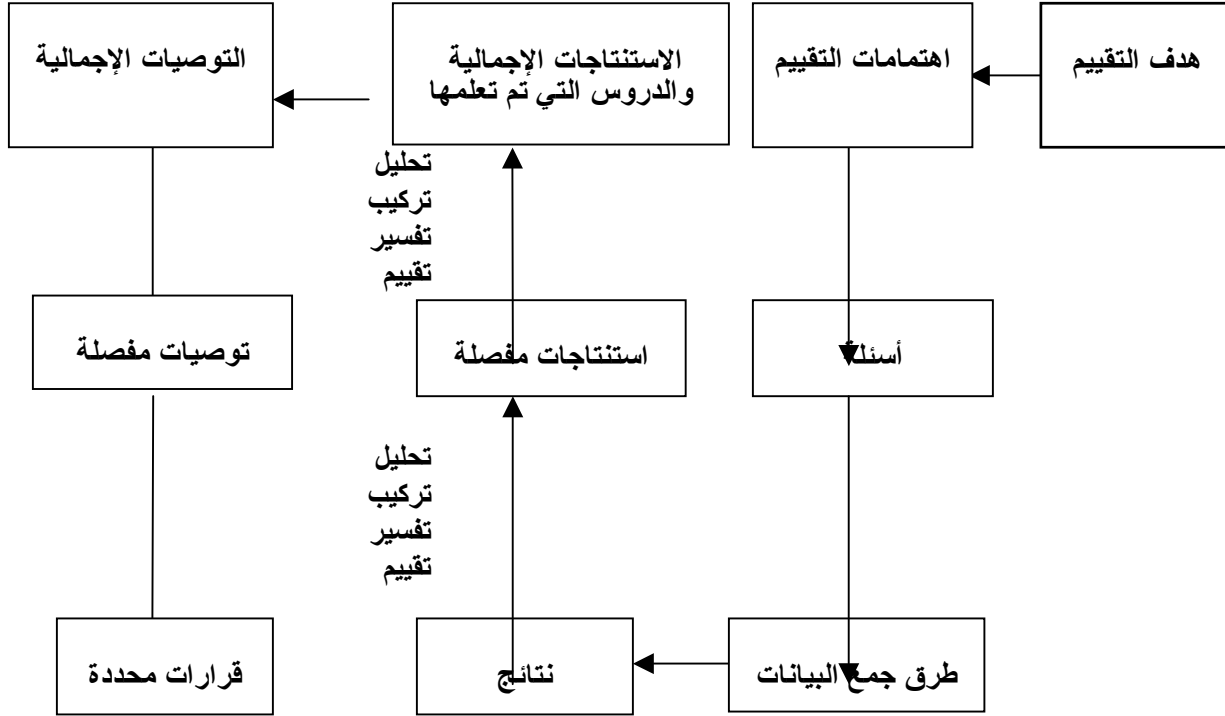 هدف التقييم
اهتمامات التقييم
الاستنتاجات الإجمالية
والدروس التي تم تعلمها
التوصيات الإجمالية
تحليل
تركيب
تفسير
تقييم
أسئلة
استنتاجات مفصلة
توصيات مفصلة
تحليل
تركيب
تفسير
تقييم
طرق جمع البيانات
نتائج
قرارات محددة